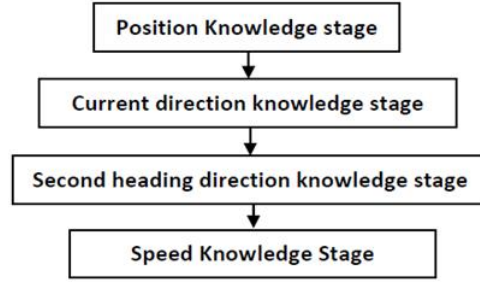 Position Knowledge stage
Current direction knowledge stage
Second heading direction knowledge stage
Speed Knowledge Stage